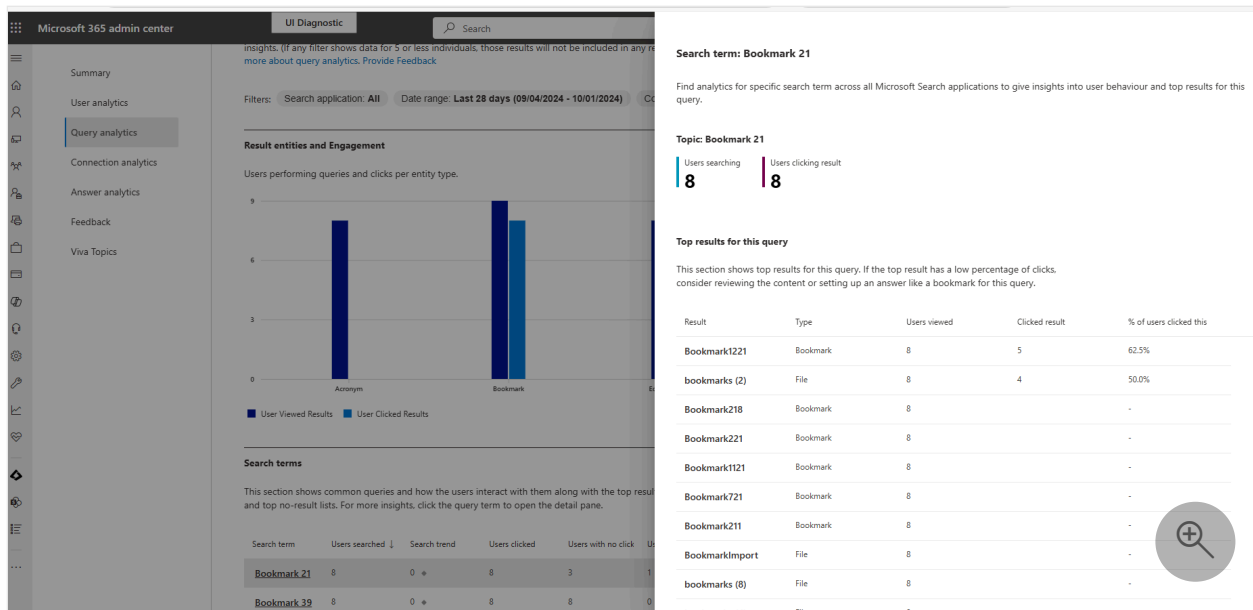 Microsoft 365 admin center
UI Diagnostic
Search
Summary
User analytics
Query analytics
Connection analytics
Answer analytics
Feedback
Viva Topics
insights. (If any filter shows data for 5 or less individuals, those results will not be included in any re
more about query analytics. Provide Feedback
Filters: Search application: All Date range: Last 28 days (09/04/2024 - 10/01/2024) Co
Result entities and Engagement
Users performing queries and clicks per entity type.
9
6
3
0
Acronym Bookmark
User Viewed Results User Clicked Results
Search terms
This section shows common queries and how the users interact with them along with the top resul
and top no-result lists. For more insights, click the query term to open the detail pane.
Search term Users searched ↓ Search trend Users clicked Users with no click Us
Bookmark 21 8 0 8 3 1
Bookmark 39 8 0 8 8 0
Search term: Bookmark 21
Find analytics for specific search term across all Microsoft Search applications to give insights into user behaviour and top results for this
query.
Topic: Bookmark 21
Users searching Users clicking result
8 8
Top results for this query
This section shows top results for this query. If the top result has a low percentage of clicks,
consider reviewing the content or setting up an answer like a bookmark for this query.
Result Type Users viewed Clicked result % of users clicked this
Bookmark1221 Bookmark 8 5 62.5%
bookmarks (2) File 8 4 50.0%
Bookmark218 Bookmark 8 -
Bookmark221 Bookmark 8 -
Bookmark1121 Bookmark 8 -
Bookmark721 Bookmark 8 -
Bookmark211 Bookmark 8 -
BookmarkImport File 8 -
bookmarks (8) File 8 -